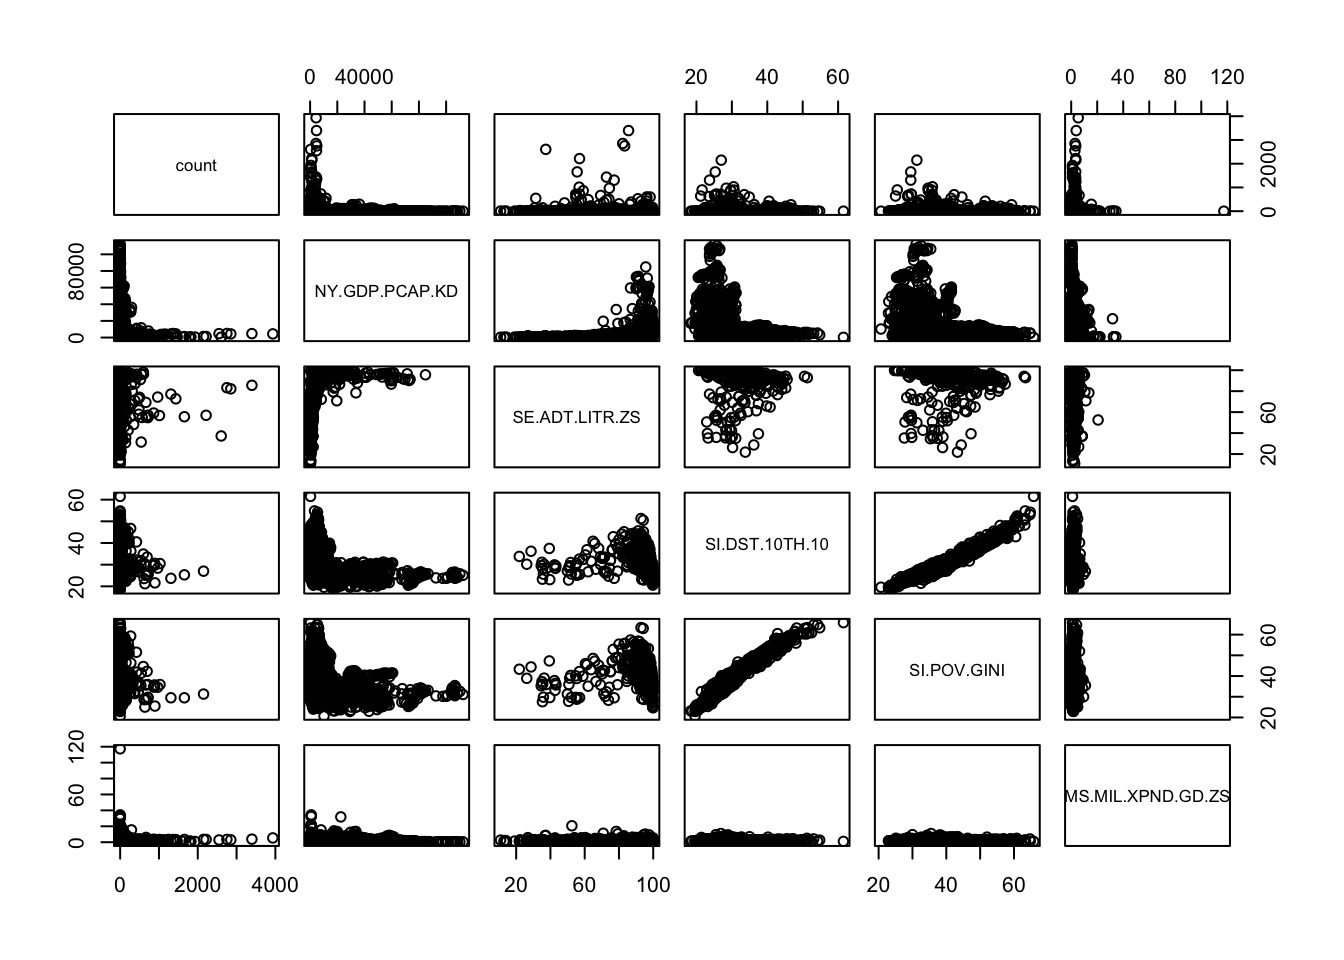 0 40000 20 40 60 0 40 80 120
count
0 2000
0 80000
NY.GDP.PCAP.KD
SE.ADT.LITR.ZS
20 60
20 40 60
SI.DST.10TH.10
SI.POV.GINI
20 40 60
0 60 120
MS.MIL.XPND.GD.ZS
0 2000 4000 20 60 100 20 40 60